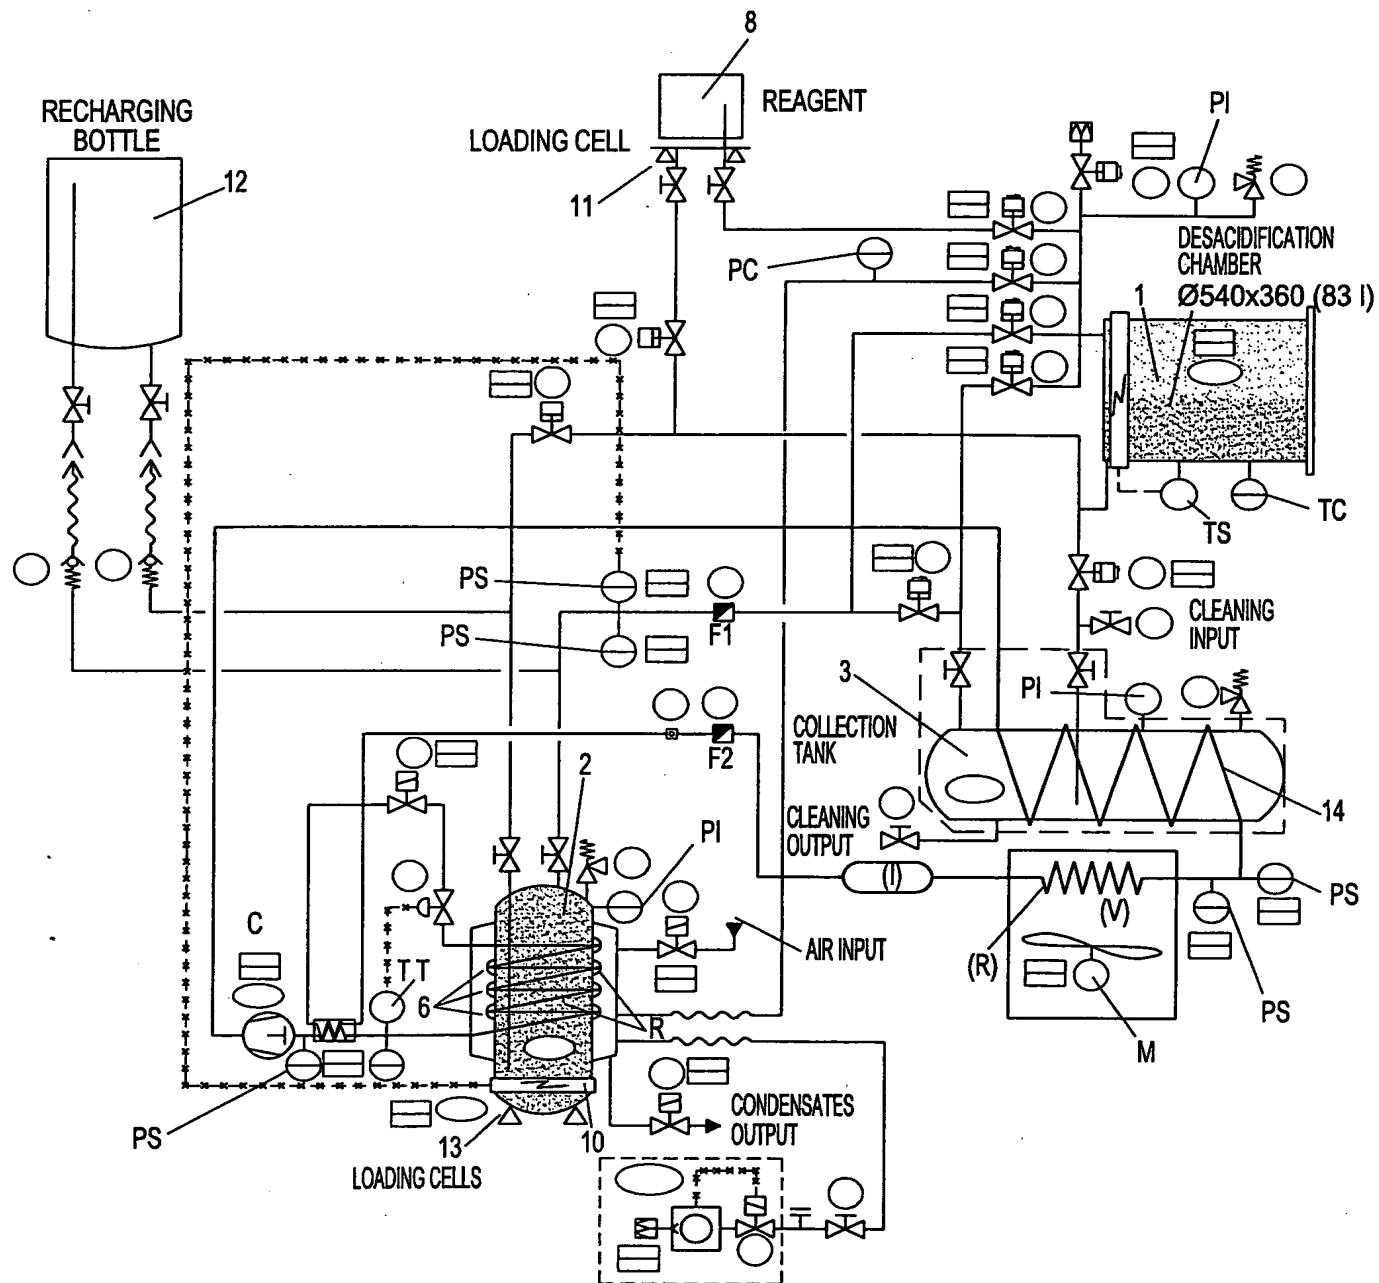 8
REAGENT
PI
RECHARGING
BOTTLE
LOADING CELL
12
11
DESACIDIFICATION
CHAMBER
PC
1
Ø540x360 (83 l)
TS
TC
PS
F1
CLEANING
INPUT
PS
3
PI
COLLECTION
TANK
F2
2
14
CLEANING
OUTPUT
PI
(I)
PS
(V)
C
AIR INPUT
(R)
TT
6
R
PS
M
PS
CONDENSATES
OUTPUT
13
10
LOADING CELLS